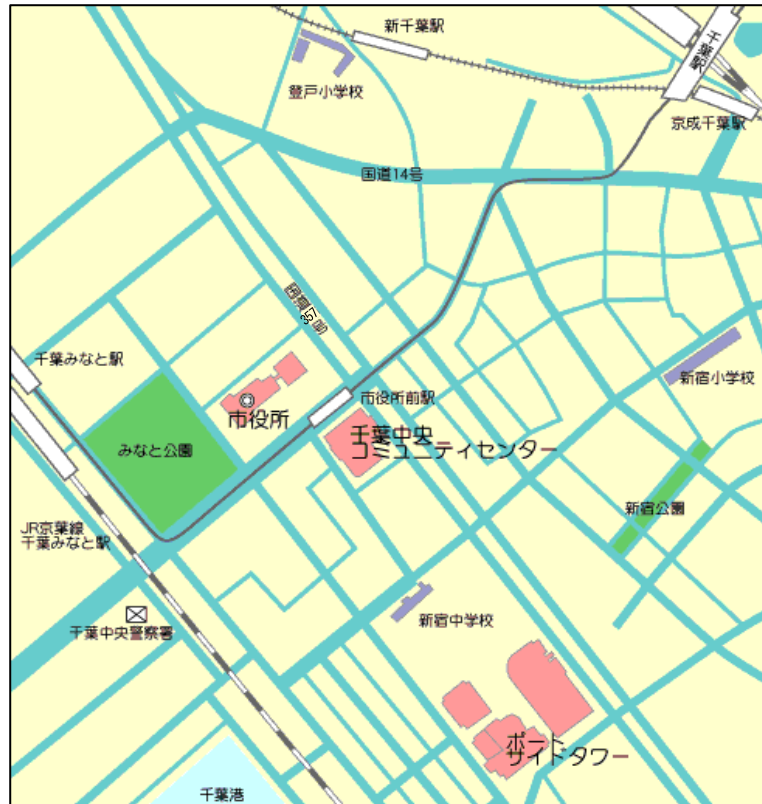 新千葉駅
千葉駅
登戸小学校
京成千葉駅
国道14号
国道357号
千葉みなと駅
市役所前駅
新宿小学校
市役所
千葉中央
コミュニティセンター
みなと公園
新宿公園
JR京葉線
千葉みなと駅
新宿中学校
千葉中央警察署
ポート
サイドタワー
千葉港